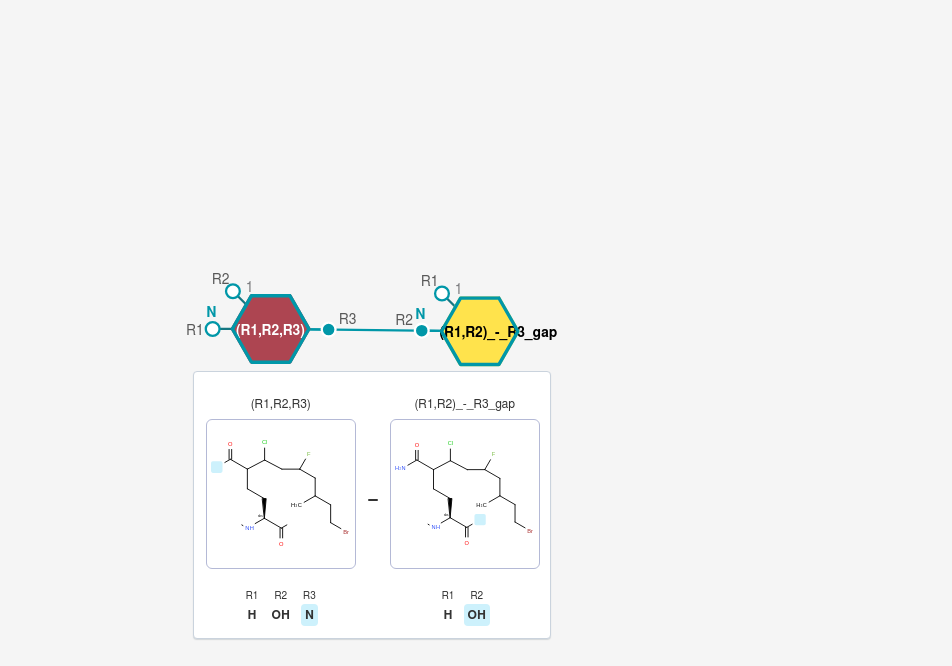 R2 1
N
R1 (R1,R2,R3) R3
R1 1
N
R2 (R1,R2)_-_R3_gap
(R1,R2,R3) (R1,R2)_-_R3_gap
O Cl F H₃C NH O Br
–
O Cl F H₂N H₃C NH O Br
R1 R2 R3
H OH N
R1 R2
H OH